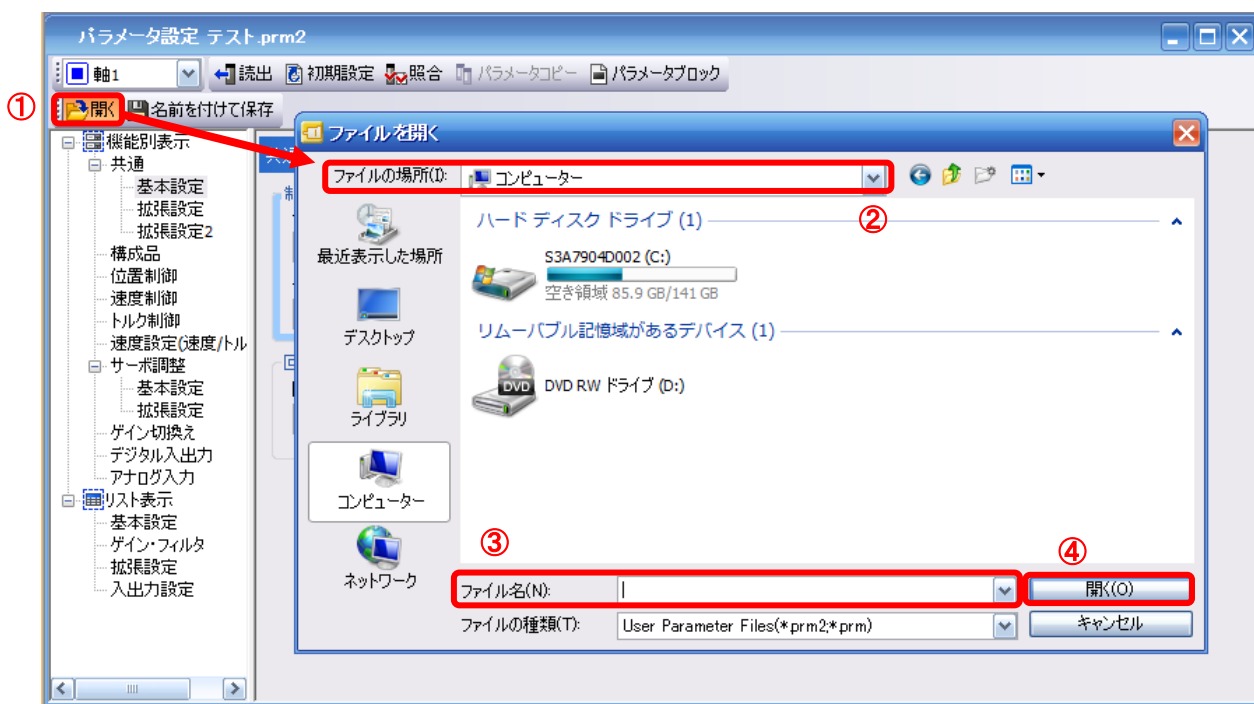 パラメータ設定 テスト.prm2
軸1 読出 初期設定 照合 パラメータコピー パラメータブロック
① 開く 名前を付けて保存
機能別表示
共通
基本設定
拡張設定
拡張設定2
構成品
位置制御
速度制御
トルク制御
速度設定(速度/トル
サーボ調整
基本設定
拡張設定
ゲイン切換え
デジタル入出力
アナログ入力
リスト表示
基本設定
ゲイン・フィルタ
拡張設定
入出力設定
ファイルを開く
ファイルの場所(I): コンピューター
②
最近表示した場所
デスクトップ
ライブラリ
コンピューター
ネットワーク
ハード ディスク ドライブ (1)
S3A7904D002 (C:)
空き領域 85.9 GB/141 GB
リムーバブル記憶域があるデバイス (1)
DVD
DVD RW ドライブ (D:)
③
④
ファイル名(N): 開く(O)
ファイルの種類(T): User Parameter Files(*prm2;*prm) キャンセル